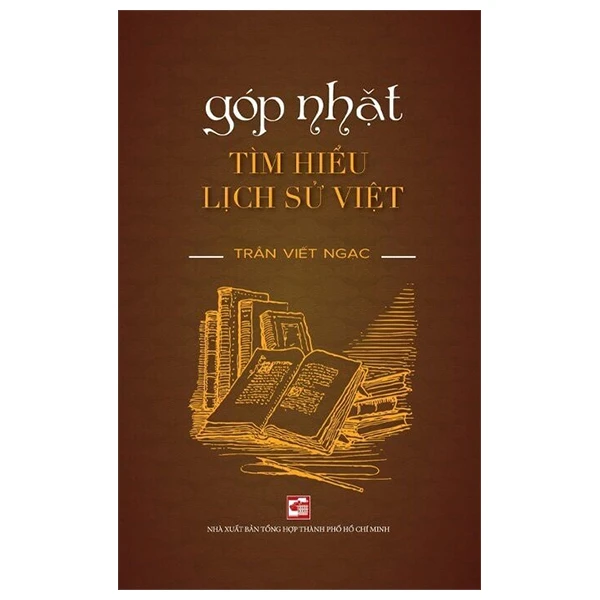 góp nhặt
TÌM HIỂU
LỊCH SỬ VIỆT
TRẦN VIẾT NGẠC
NHÀ XUẤT BẢN TỔNG HỢP THÀNH PHỐ HỒ CHÍ MINH